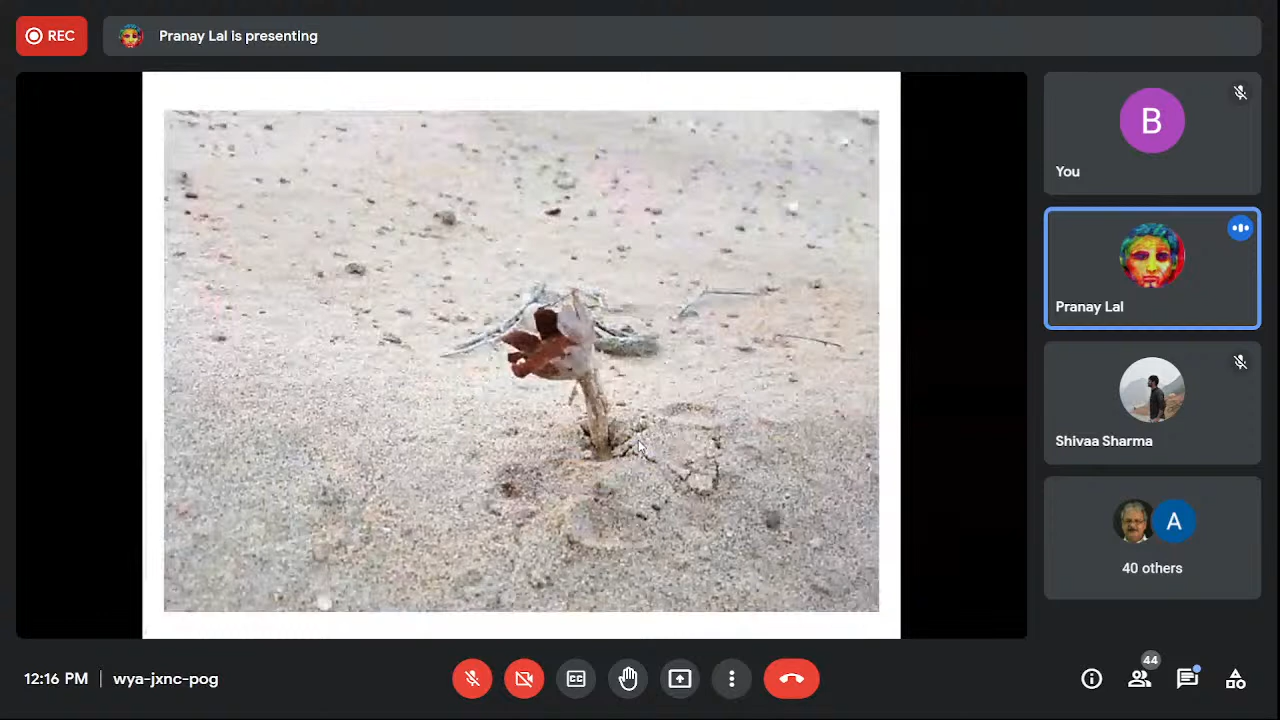 REC
Pranay Lal is presenting
B
You
Pranay Lal
Shivaa Sharma
A
40 others
12:16 PM
wya-jxnc-pog
CC
44